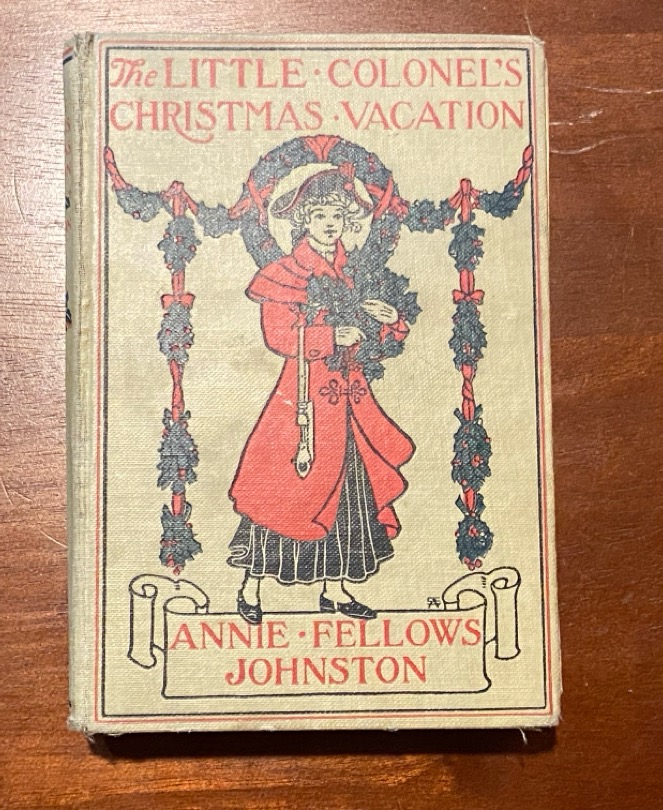 The LITTLE · COLONEL'S
CHRISTMAS · VACATION
ANNIE · FELLOWS
JOHNSTON